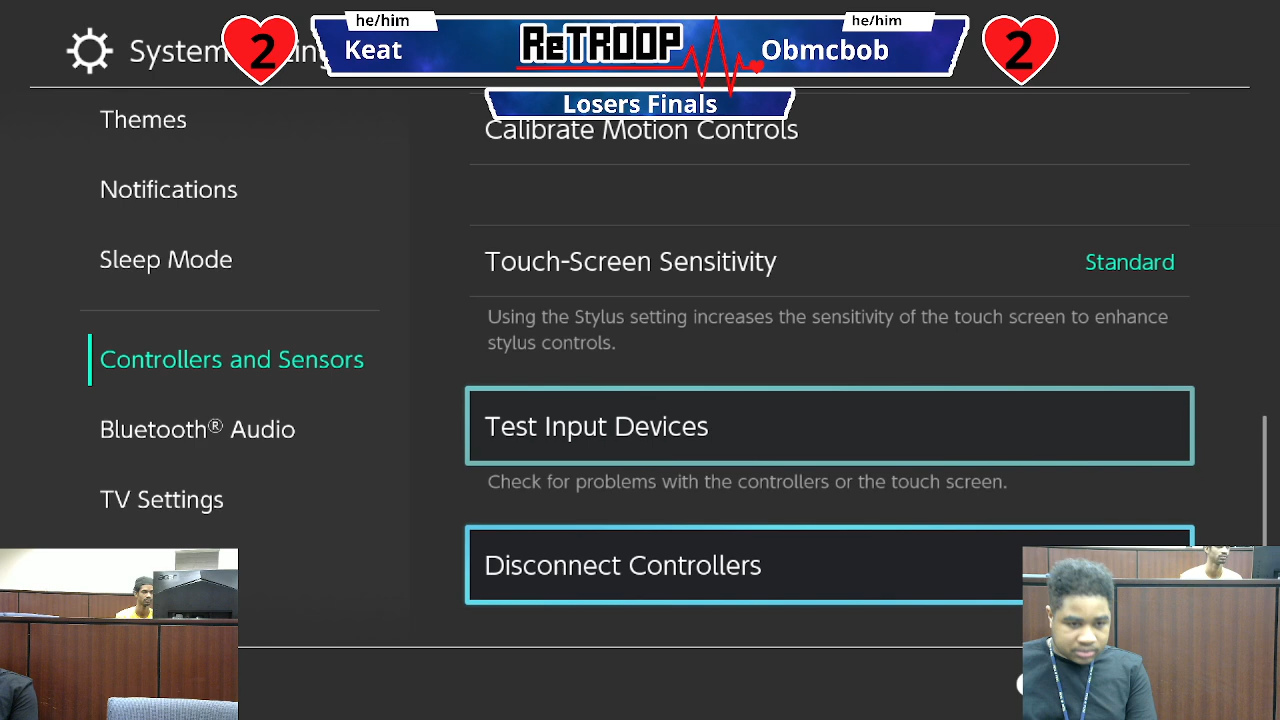 he/him
he/him
System
2
Keat
ReTROOP
Obmcbob
2
Losers Finals
Themes
Notifications
Sleep Mode
Controllers and Sensors
Bluetooth® Audio
TV Settings
Calibrate Motion Controls
Touch-Screen Sensitivity
Standard
Using the Stylus setting increases the sensitivity of the touch screen to enhance
stylus controls.
Test Input Devices
Check for problems with the controllers or the touch screen.
Disconnect Controllers
acer